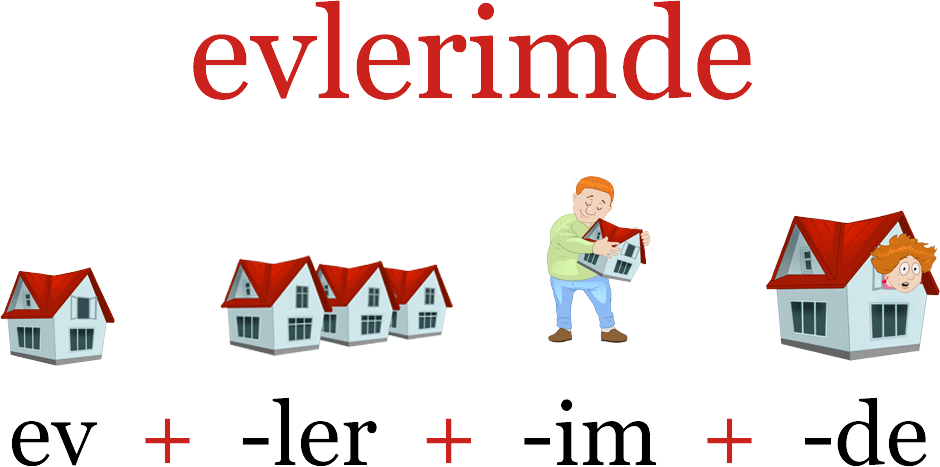 evlerimde
ev + -ler + -im + -de